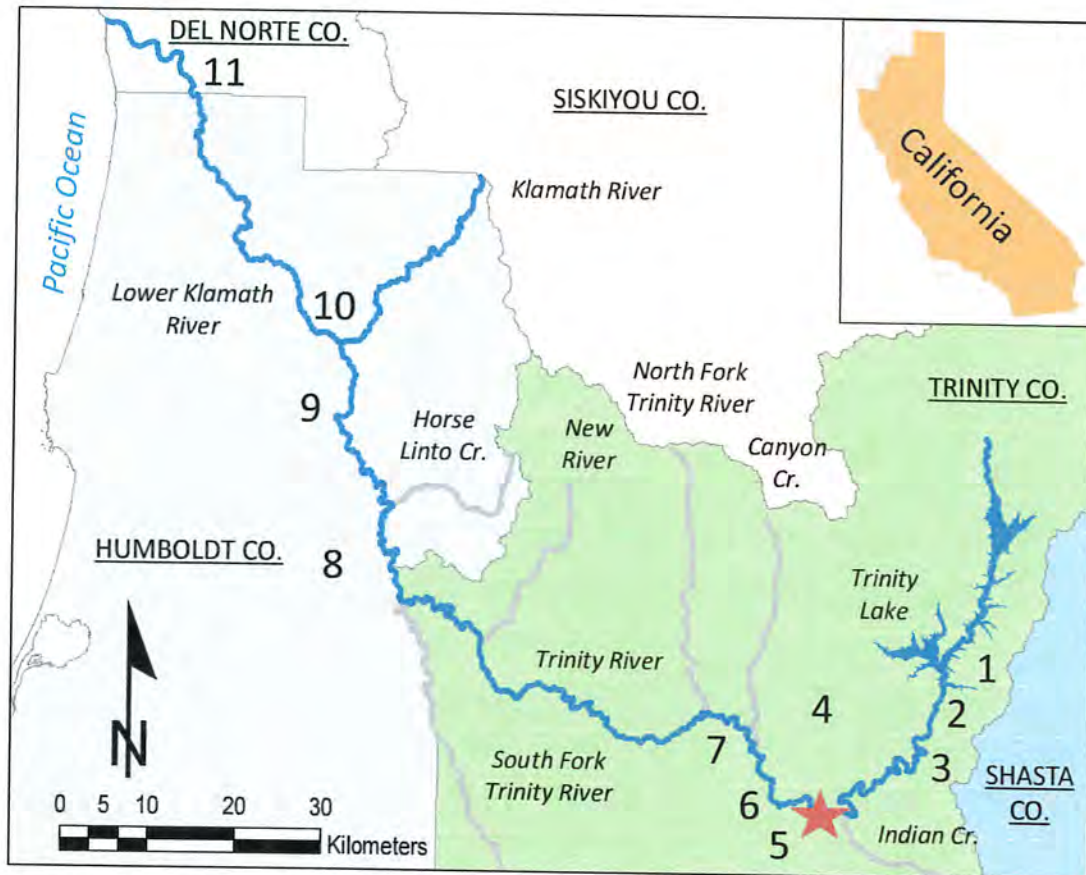 DEL NORTE CO.
11
SISKIYOU CO.
California
Pacific Ocean
Klamath River
Lower Klamath
River
10
North Fork
Trinity River
TRINITY CO.
9
Horse
Linto Cr.
New
River
Canyon
Cr.
HUMBOLDT CO.
8
Trinity
Lake
1
Trinity River
4
2
7
3
South Fork
Trinity River
SHASTA
CO.
6
5
Indian Cr.
N
0 10 20 30
Kilometers